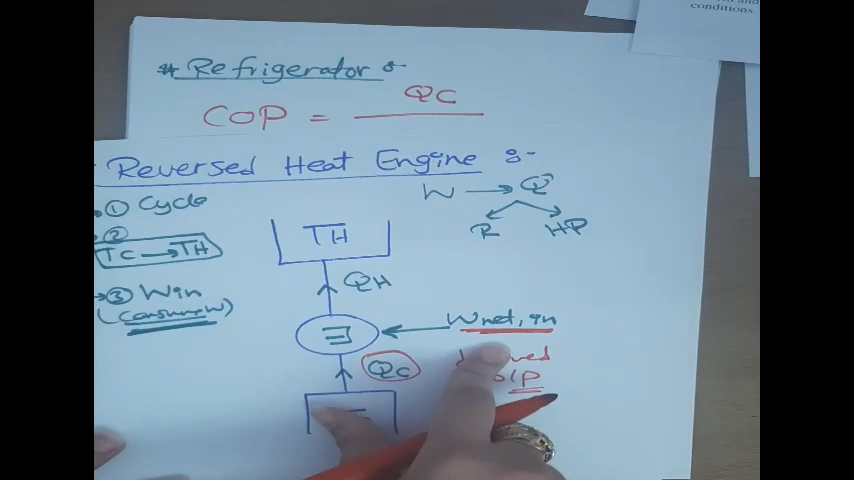 conditions.
# Refrigerator :-
COP = QC
Reversed Heat Engine :-
W → Q
R HP
① Cycle
②
TC → TH
③ Win
(Consume W)
TH
QH
Wnet, in
QC
o/p